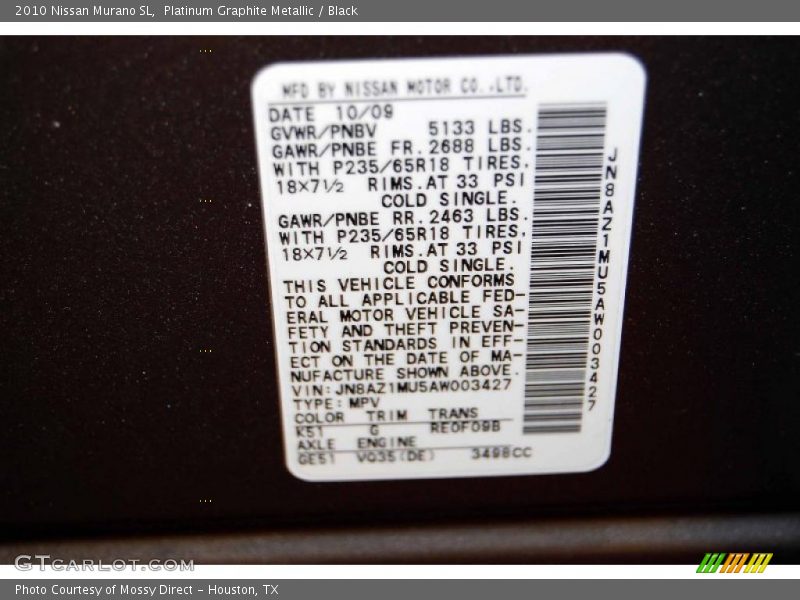 2010 Nissan Murano SL,  Platinum Graphite Metallic / Black
MFD BY NISSAN MOTOR CO.,LTD.
DATE 10/09
GVWR/PNBV 5133 LBS.
GAWR/PNBE FR. 2688 LBS.
WITH P235/65R18 TIRES.
18×7½ RIMS. AT 33 PSI
COLD SINGLE.
GAWR/PNBE RR. 2463 LBS.
WITH P235/65R18 TIRES.
18×7½ RIMS. AT 33 PSI
COLD SINGLE.
THIS VEHICLE CONFORMS
TO ALL APPLICABLE FED-
ERAL MOTOR VEHICLE SA-
FETY AND THEFT PREVEN-
TION STANDARDS IN EFF-
ECT ON THE DATE OF MA-
NUFACTURE SHOWN ABOVE.
VIN: JN8AZ1MU5AW003427
TYPE: MPV
COLOR TRIM TRANS
K51 G RE0F09B
AXLE ENGINE
GE51 VQ35(DE) 3498CC
JN8AZ1MU5AW003427
GTCARLOT.COM
Photo Courtesy of Mossy Direct – Houston, TX